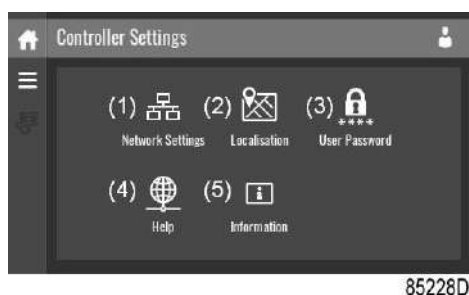 Controller Settings
(1) (2) (3)
****
Network Settings Localisation User Password
(4) (5)
i
Help Information
85228D